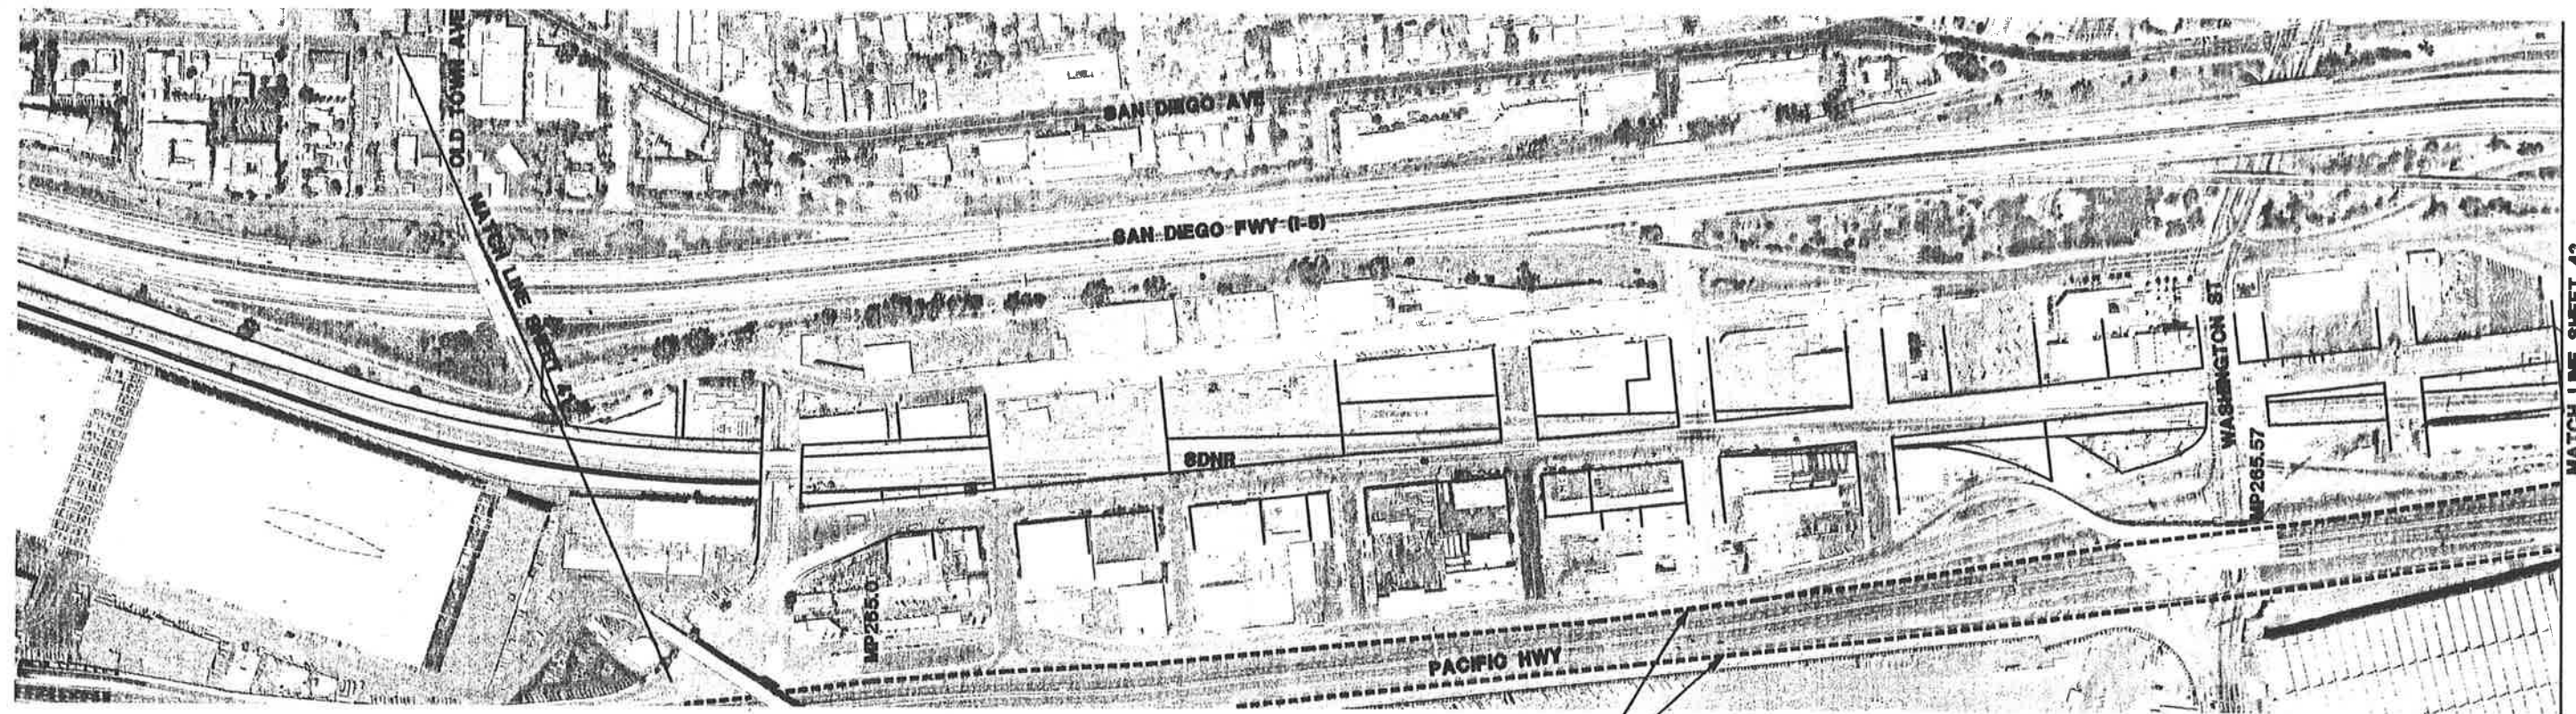 OLD TOWN AVE
SAN DIEGO AVE
MATCH LINE SHEET 41
SAN DIEGO FWY (I-5)
WASHINGTON ST
MATCH LINE SHEET 43
SDNR
MP265.57
MP265.0
PACIFIC HWY